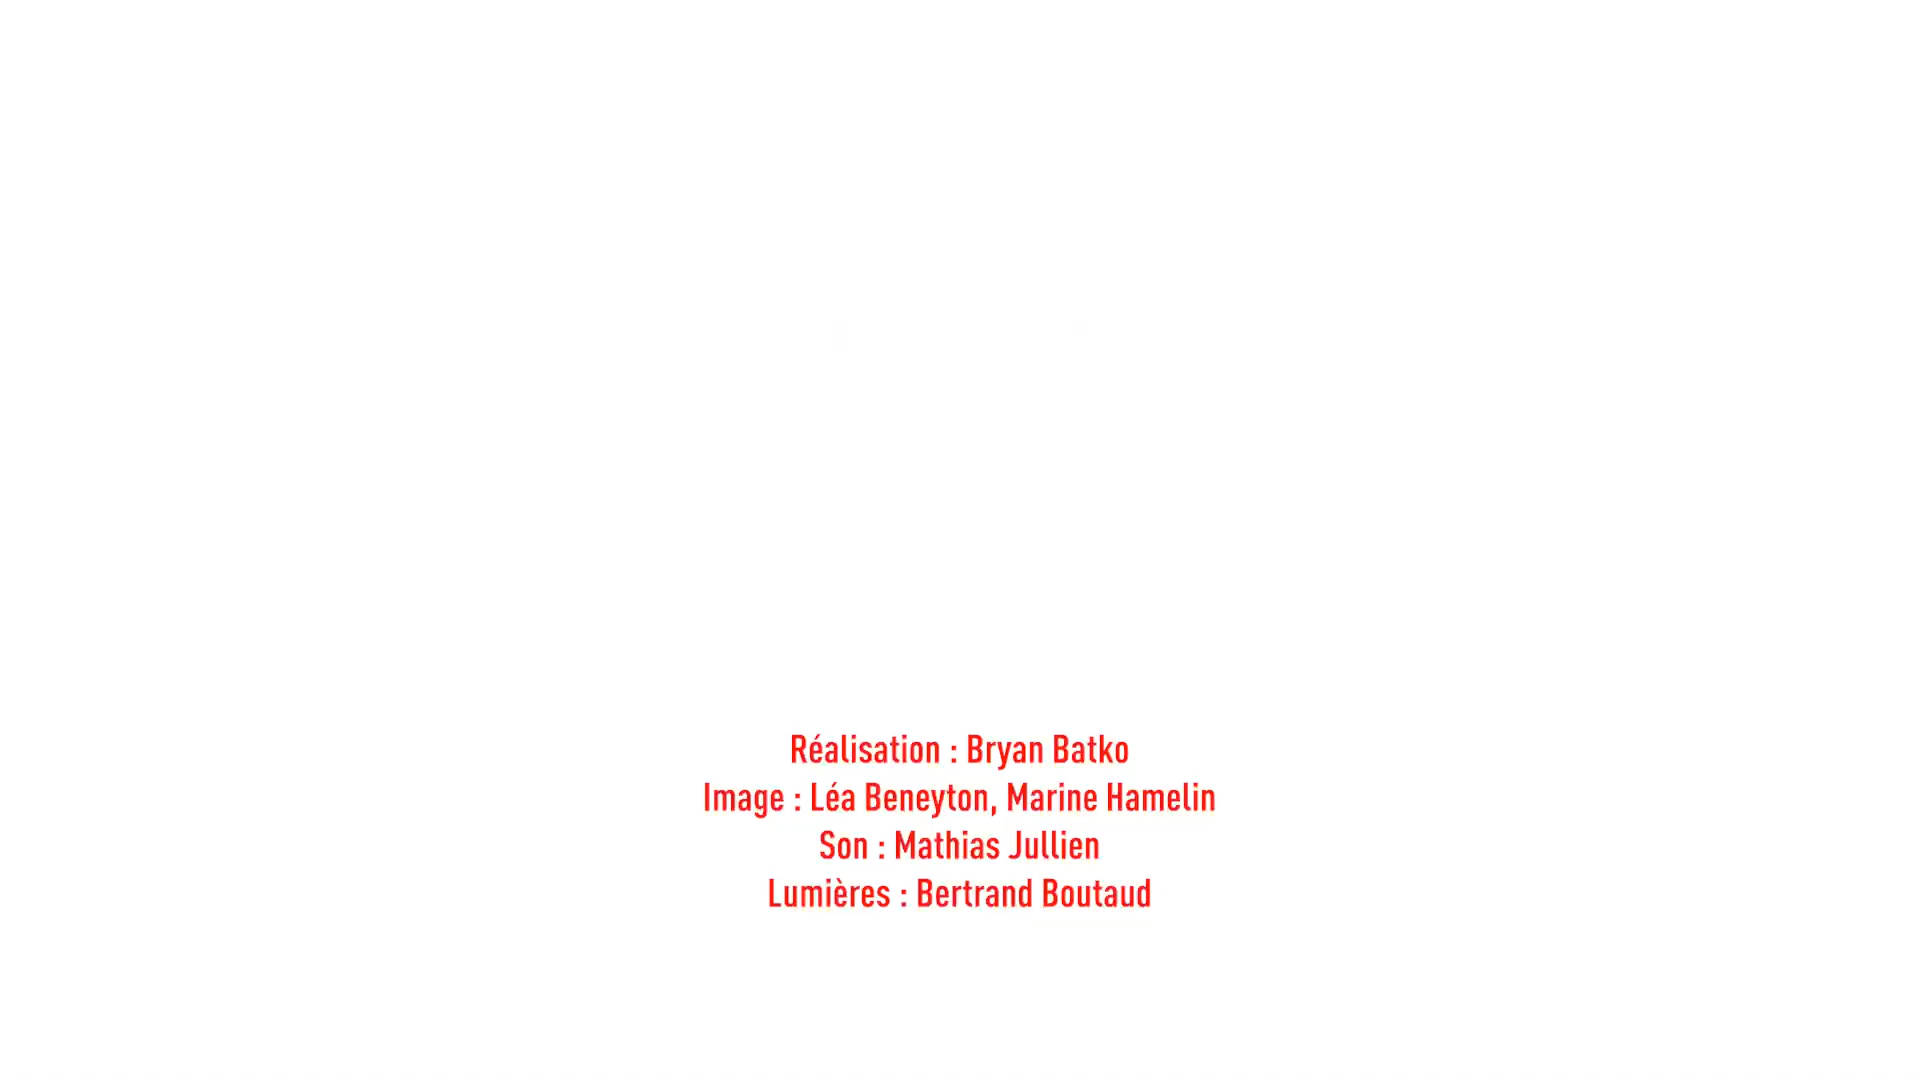 Réalisation : Bryan Batko
Image : Léa Beneyton, Marine Hamelin
Son : Mathias Jullien
Lumières : Bertrand Boutaud